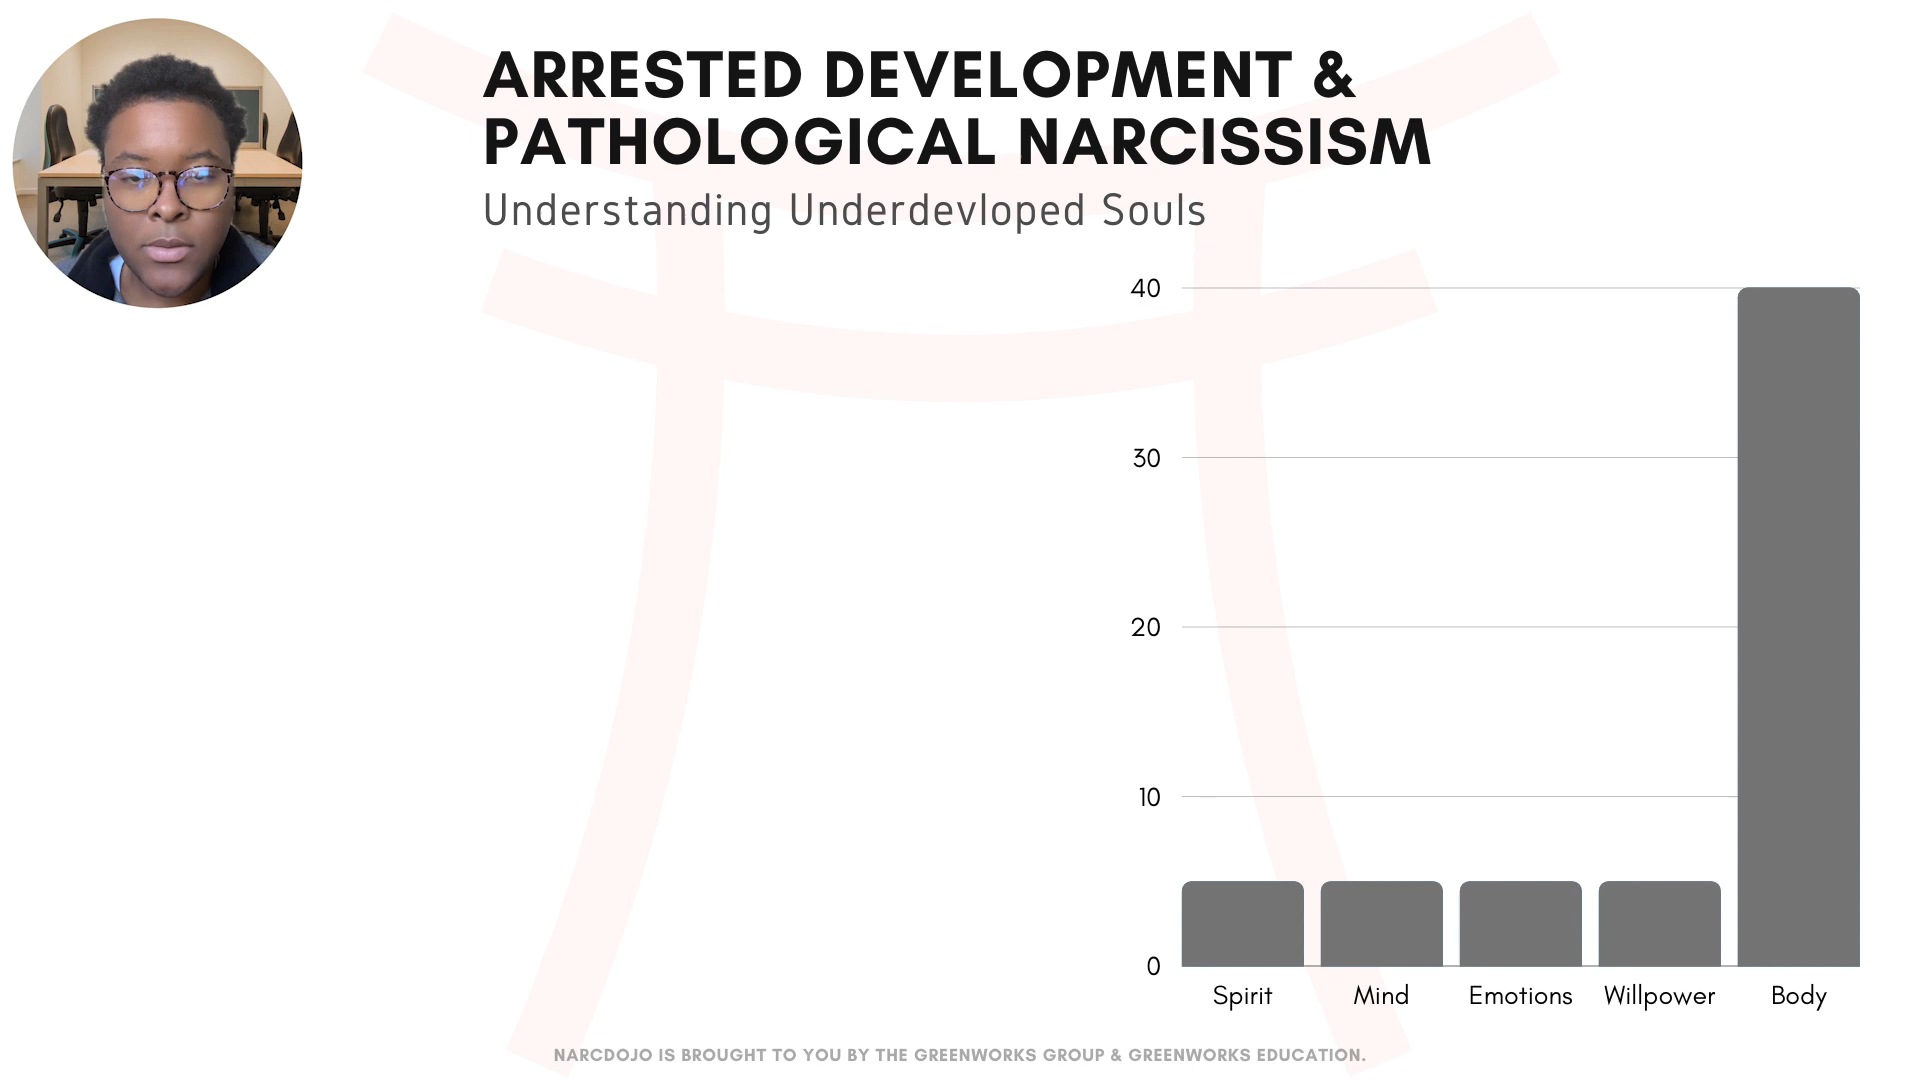 ARRESTED DEVELOPMENT &
PATHOLOGICAL NARCISSISM
Understanding Underdevloped Souls
40
30
20
10
0
Spirit Mind Emotions Willpower Body
NARCDOJO IS BROUGHT TO YOU BY THE GREENWORKS GROUP & GREENWORKS EDUCATION.